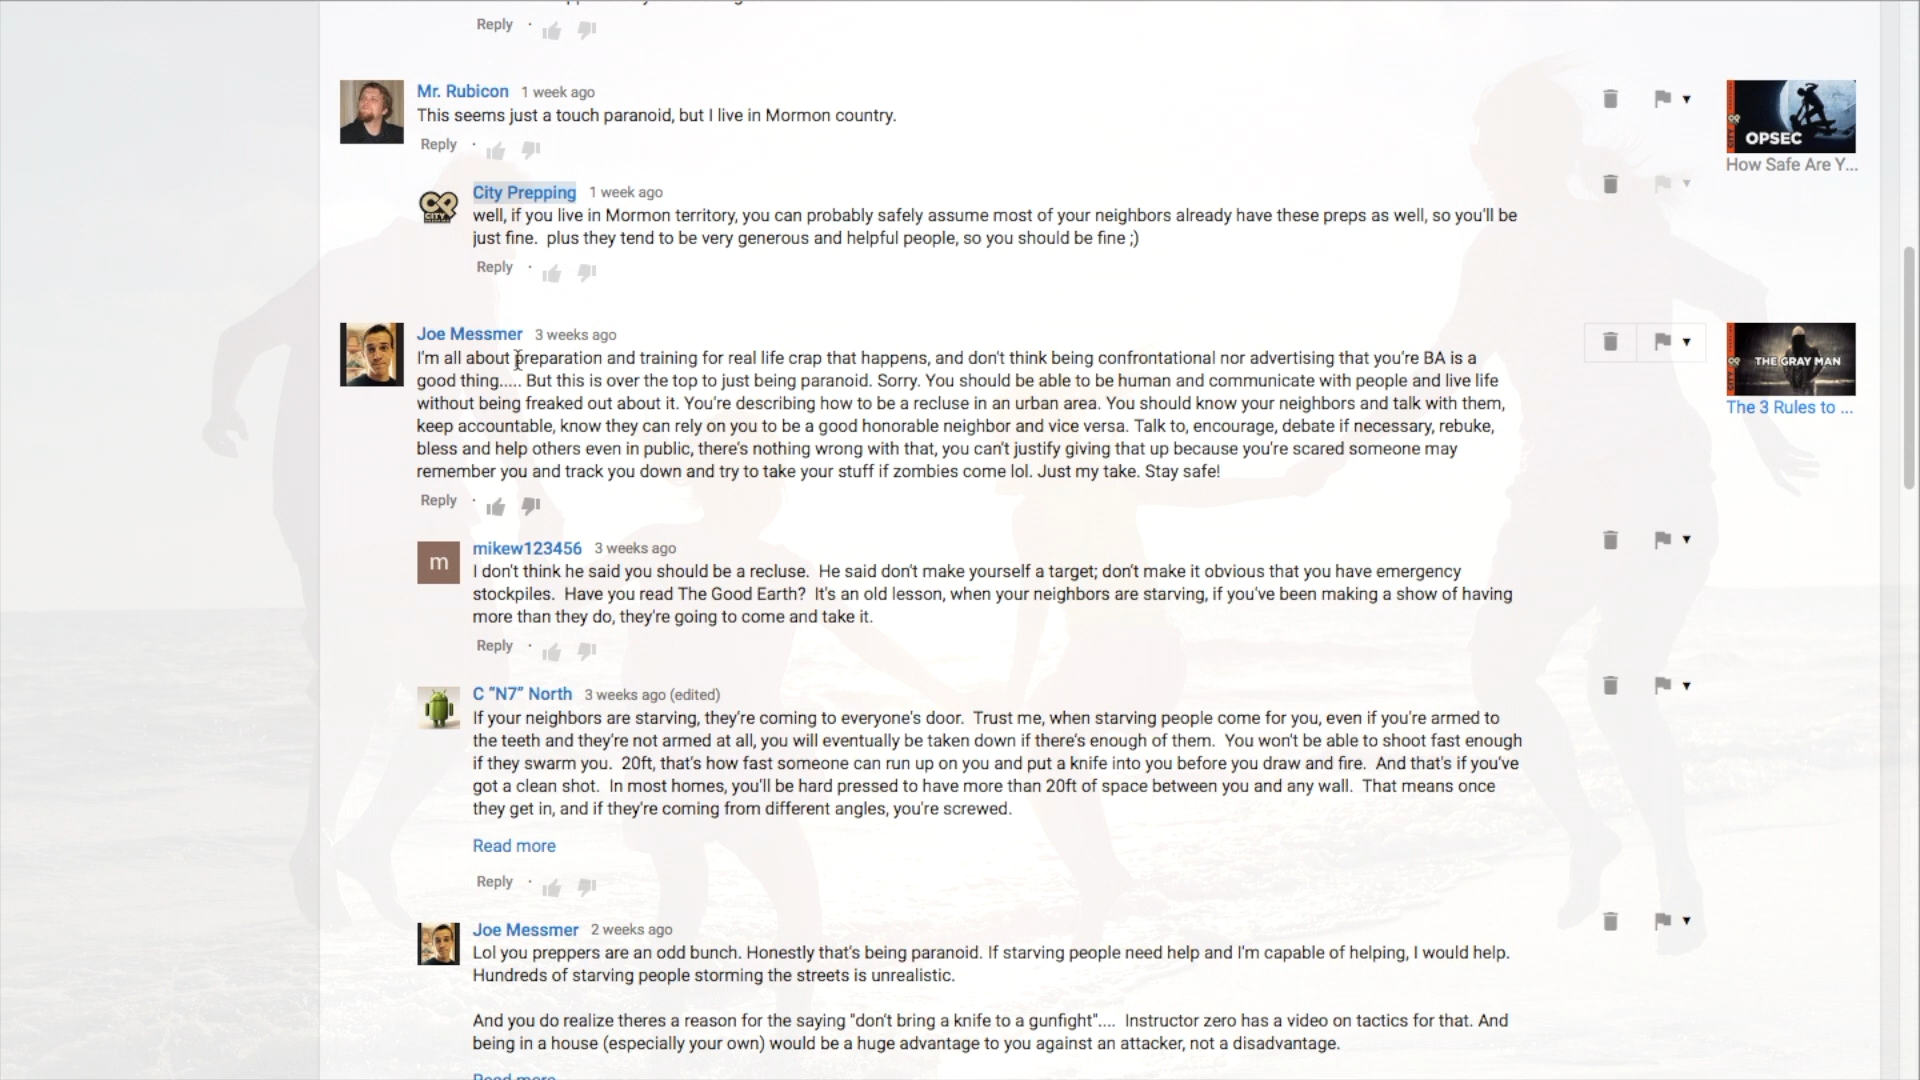 Reply ·
Mr. Rubicon 1 week ago
This seems just a touch paranoid, but I live in Mormon country.
Reply ·
OPSEC
How Safe Are Y...
City Prepping 1 week ago
well, if you live in Mormon territory, you can probably safely assume most of your neighbors already have these preps as well, so you'll be
just fine.  plus they tend to be very generous and helpful people, so you should be fine ;)
Reply ·
Joe Messmer 3 weeks ago
I'm all about preparation and training for real life crap that happens, and don't think being confrontational nor advertising that you're BA is a
good thing..... But this is over the top to just being paranoid. Sorry. You should be able to be human and communicate with people and live life
without being freaked out about it. You're describing how to be a recluse in an urban area. You should know your neighbors and talk with them,
keep accountable, know they can rely on you to be a good honorable neighbor and vice versa. Talk to, encourage, debate if necessary, rebuke,
bless and help others even in public, there's nothing wrong with that, you can't justify giving that up because you're scared someone may
remember you and track you down and try to take your stuff if zombies come lol. Just my take. Stay safe!
Reply ·
THE GRAY MAN
The 3 Rules to ...
m
mikew123456 3 weeks ago
I don't think he said you should be a recluse.  He said don't make yourself a target; don't make it obvious that you have emergency
stockpiles.  Have you read The Good Earth?  It's an old lesson, when your neighbors are starving, if you've been making a show of having
more than they do, they're going to come and take it.
Reply ·
C “N7” North 3 weeks ago (edited)
If your neighbors are starving, they're coming to everyone's door.  Trust me, when starving people come for you, even if you're armed to
the teeth and they're not armed at all, you will eventually be taken down if there's enough of them.  You won't be able to shoot fast enough
if they swarm you.  20ft, that's how fast someone can run up on you and put a knife into you before you draw and fire.  And that's if you've
got a clean shot.  In most homes, you'll be hard pressed to have more than 20ft of space between you and any wall.  That means once
they get in, and if they're coming from different angles, you're screwed.
Read more
Reply ·
Joe Messmer 2 weeks ago
Lol you preppers are an odd bunch. Honestly that's being paranoid. If starving people need help and I'm capable of helping, I would help.
Hundreds of starving people storming the streets is unrealistic.
And you do realize theres a reason for the saying "don't bring a knife to a gunfight"....  Instructor zero has a video on tactics for that. And
being in a house (especially your own) would be a huge advantage to you against an attacker, not a disadvantage.
Read more